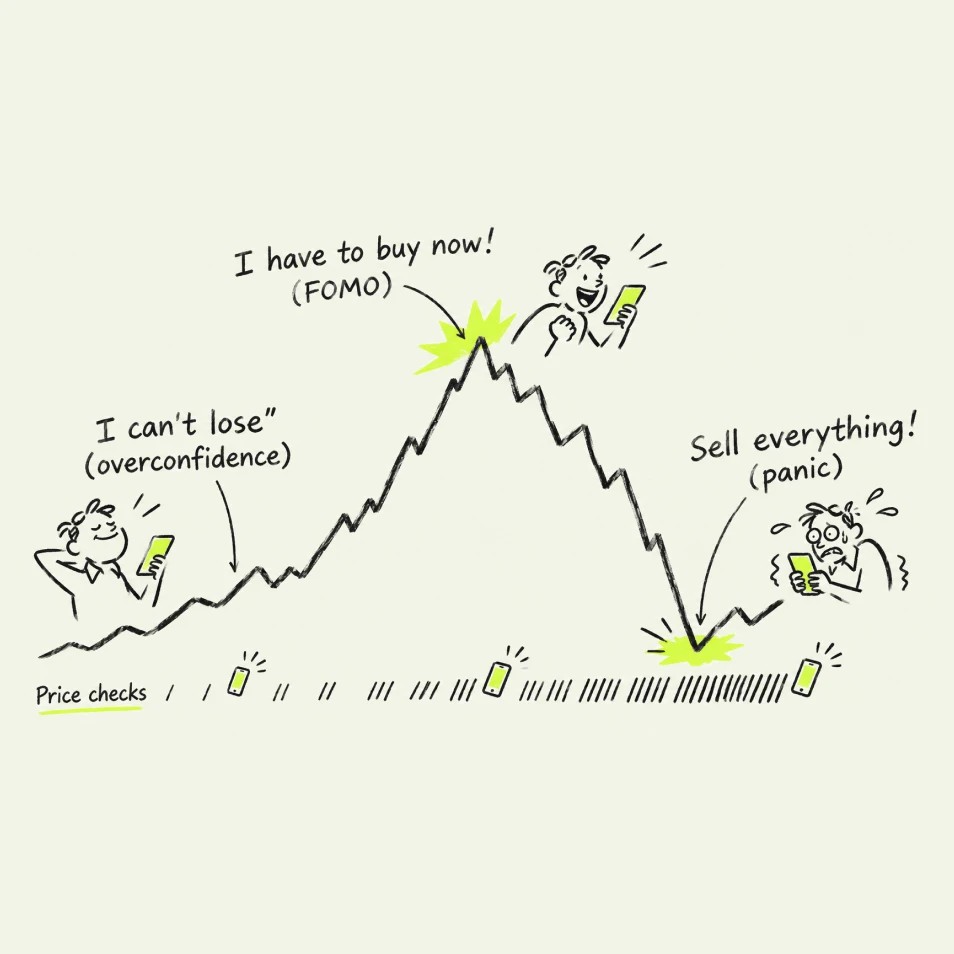 I have to buy now!
(FOMO)
I can't lose”
(overconfidence)
Sell everything!
(panic)
Price checks